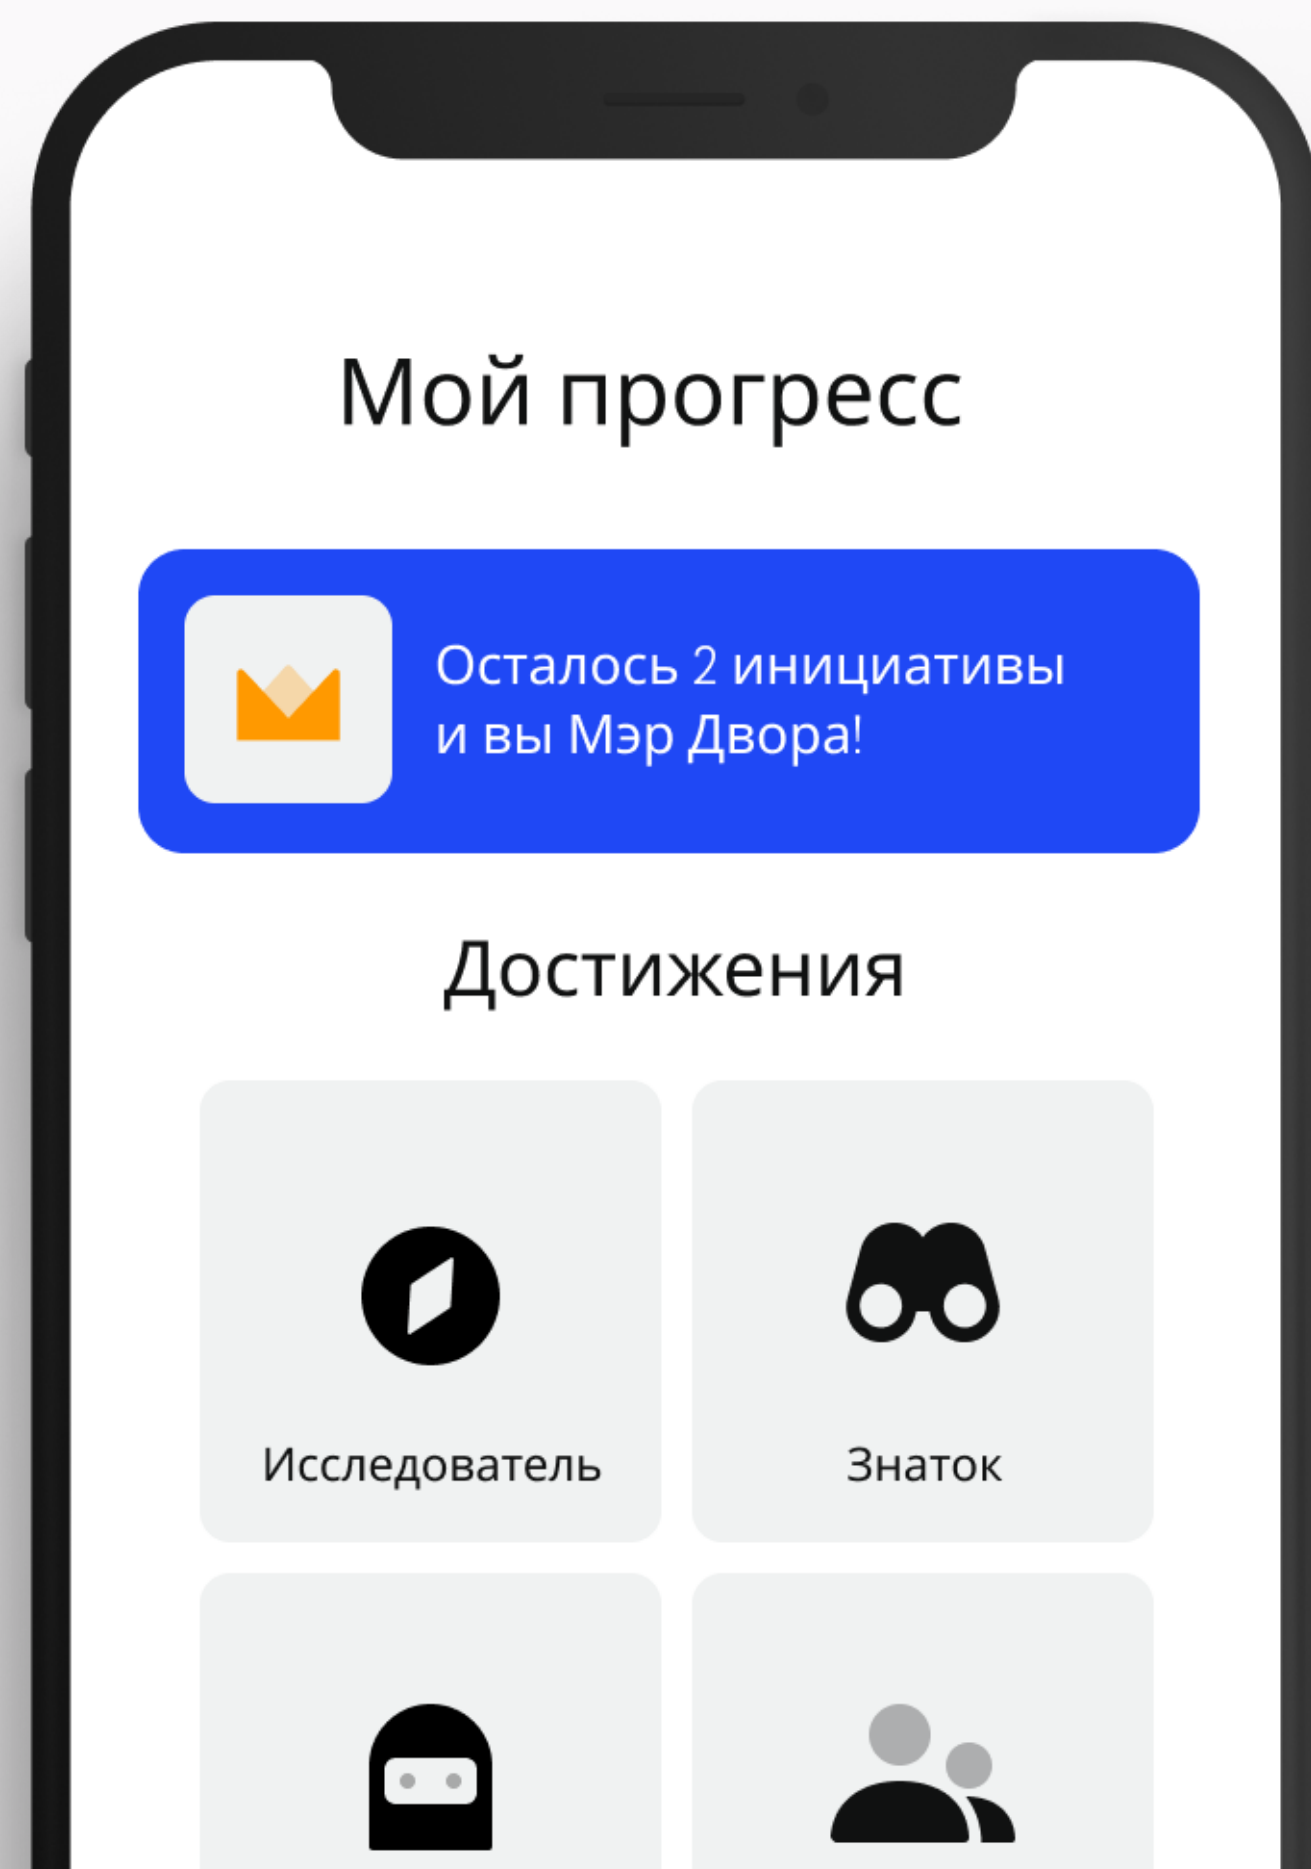 Мой прогресс
Осталось 2 инициативы
и вы Мэр Двора!
Достижения
Исследователь
Знаток